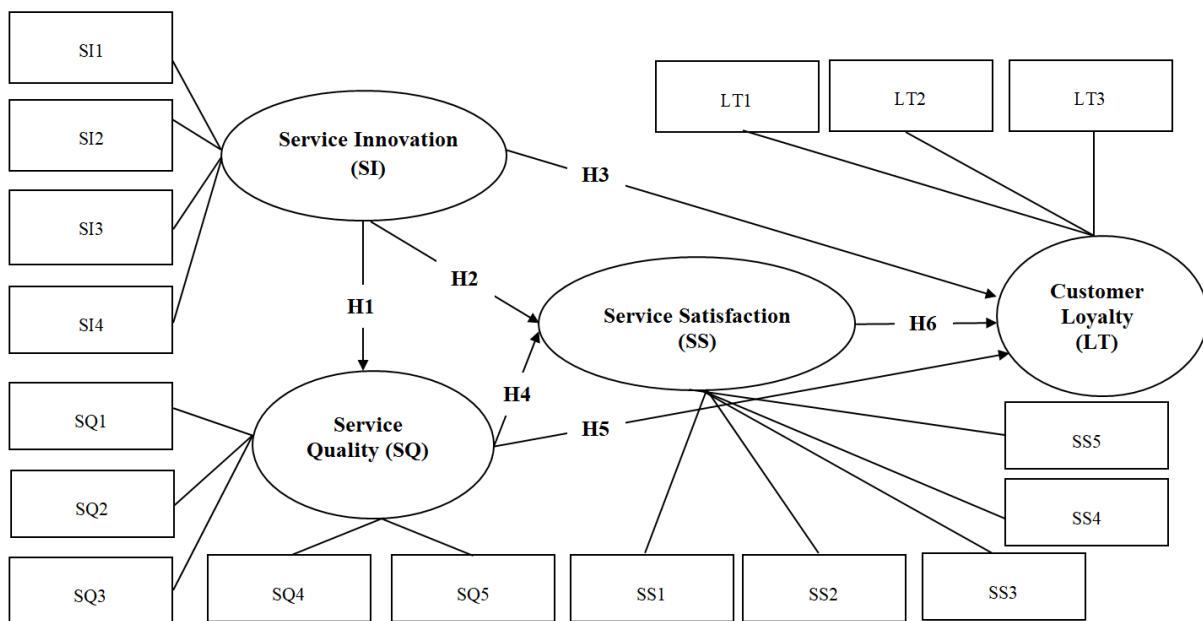 SI1
SI2
SI3
SI4
Service Innovation
(SI)
LT1
LT2
LT3
H3
H2
H1
Customer
Loyalty
(LT)
Service Satisfaction
(SS)
H6
H4
H5
SQ1
SQ2
SQ3
Service
Quality (SQ)
SS5
SS4
SQ4
SQ5
SS1
SS2
SS3